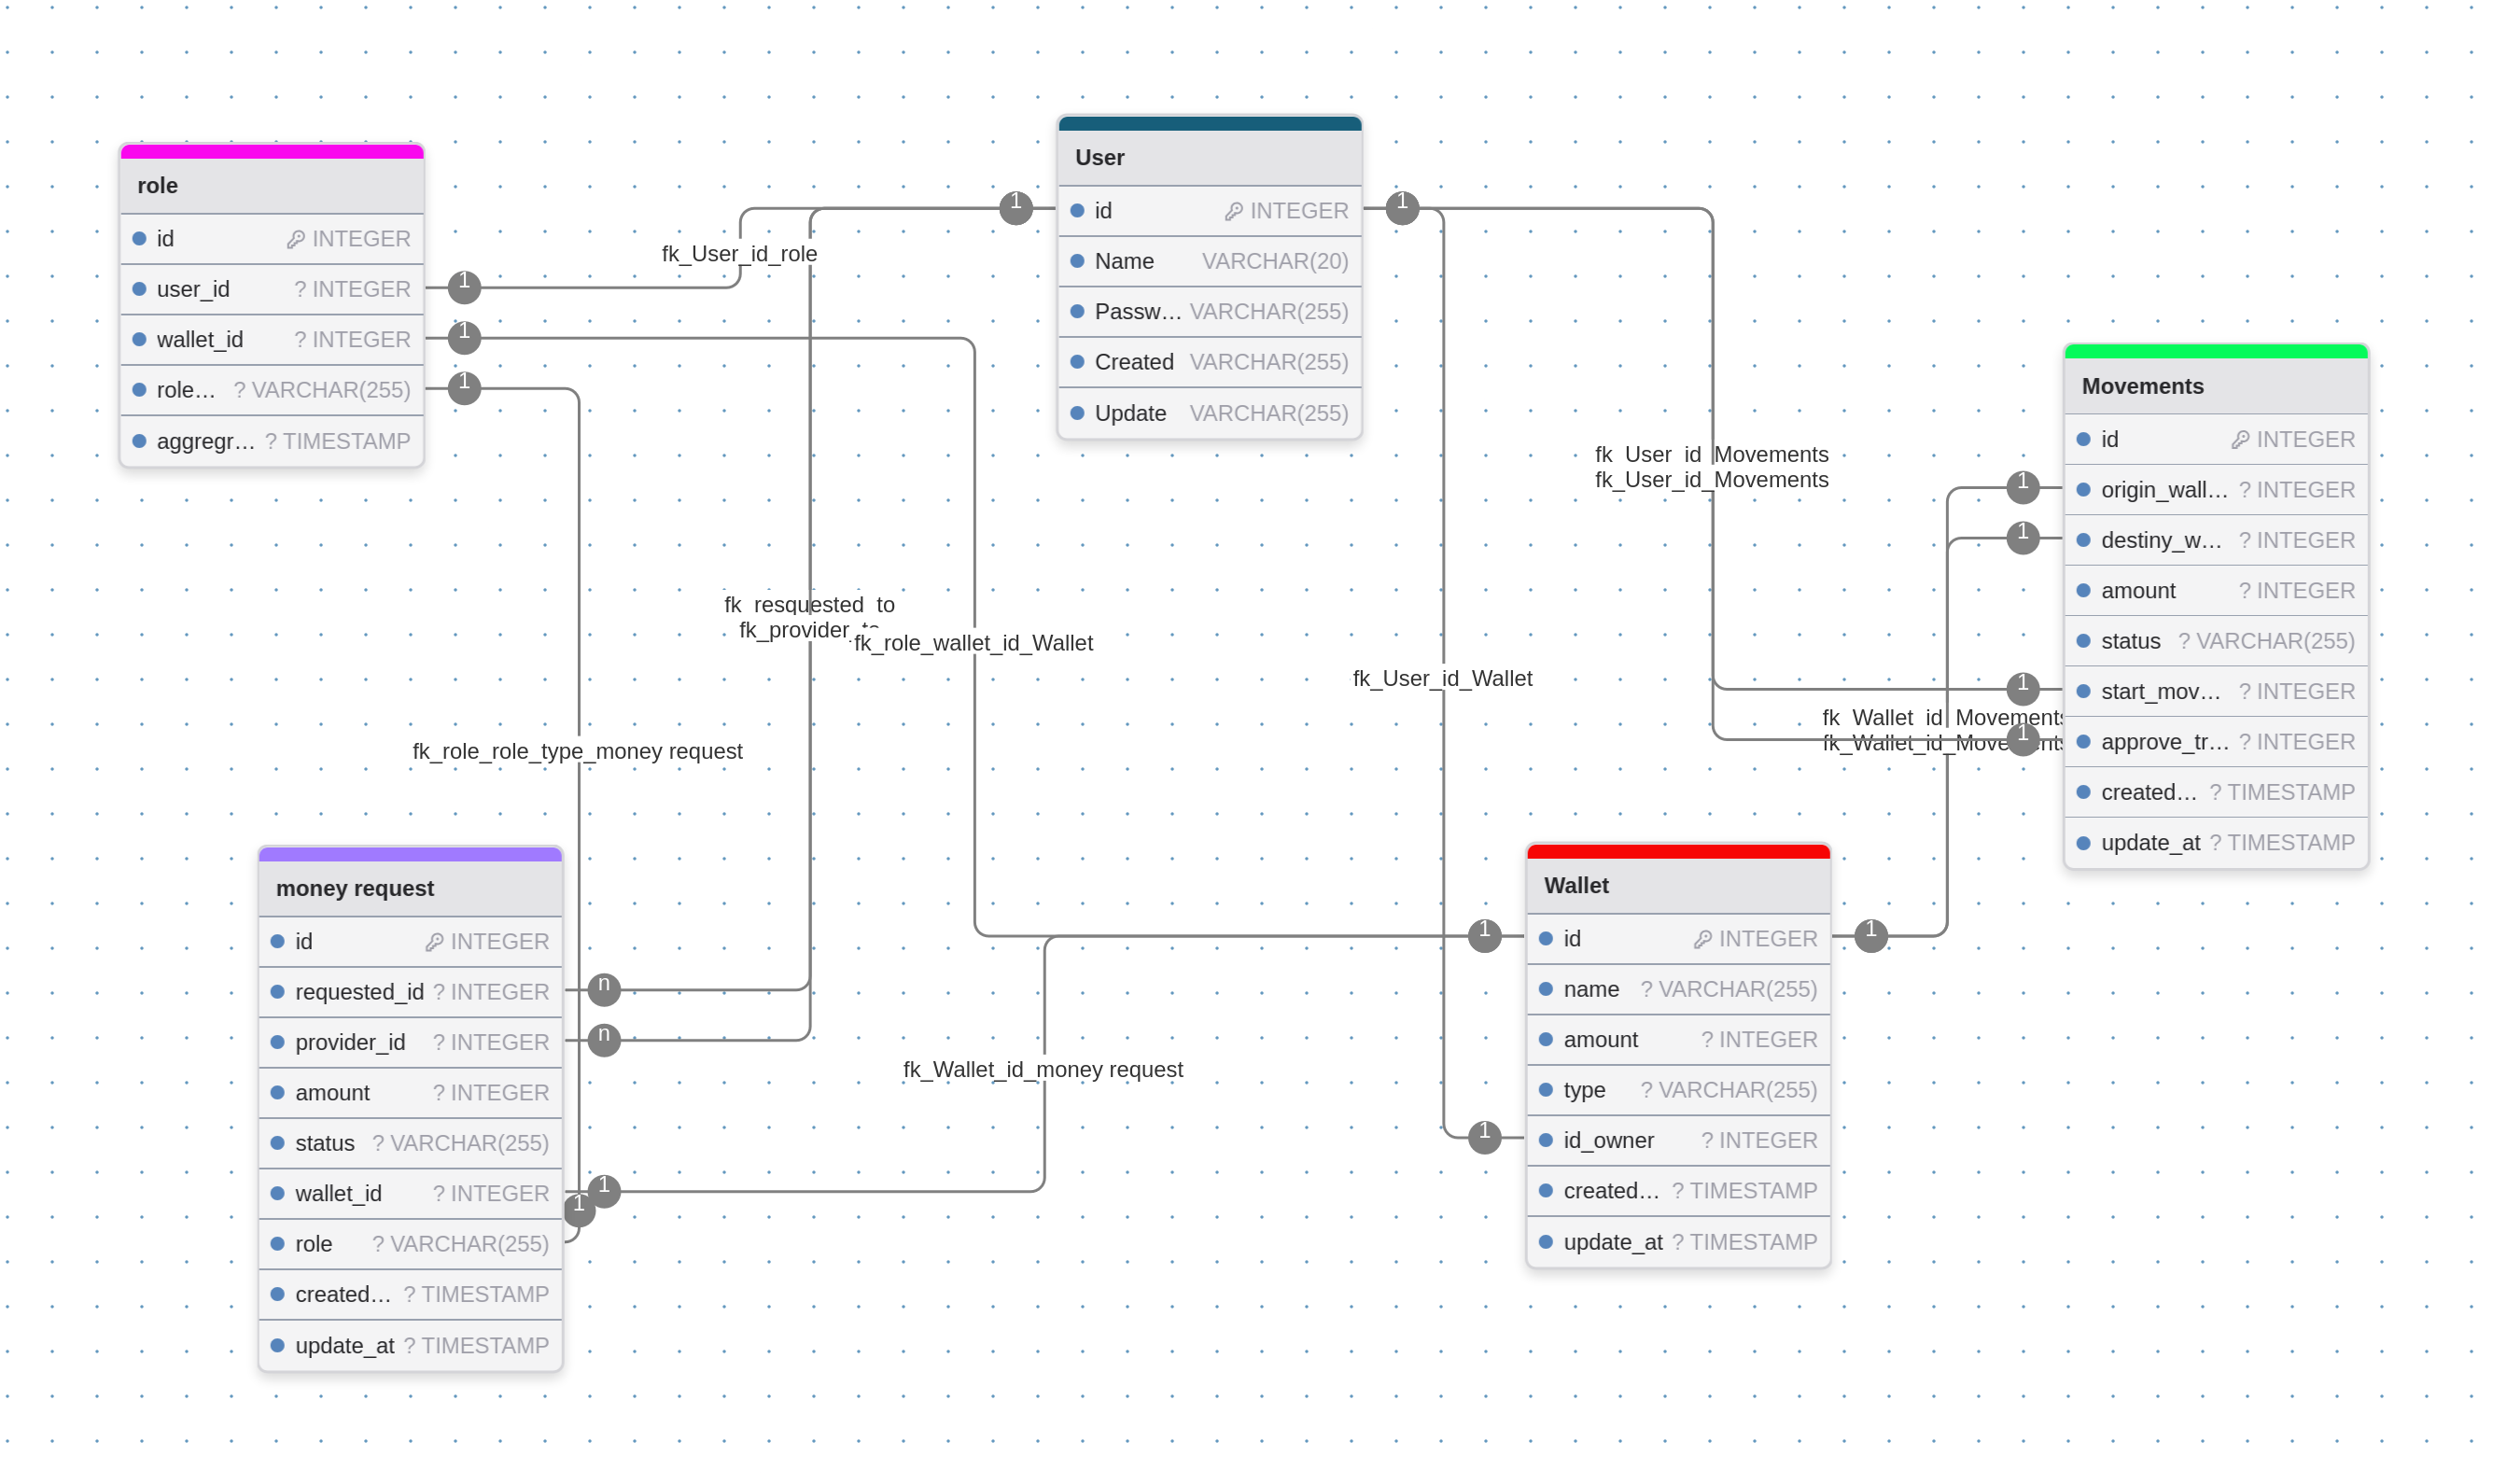 role
id INTEGER
user_id ? INTEGER
wallet_id ? INTEGER
role… ? VARCHAR(255)
aggregr… ? TIMESTAMP
User
id INTEGER
Name VARCHAR(20)
Passw… VARCHAR(255)
Created VARCHAR(255)
Update VARCHAR(255)
Movements
id INTEGER
origin_wall… ? INTEGER
destiny_w… ? INTEGER
amount ? INTEGER
status ? VARCHAR(255)
start_mov… ? INTEGER
approve_tr… ? INTEGER
created… ? TIMESTAMP
update_at ? TIMESTAMP
money request
id INTEGER
requested_id ? INTEGER
provider_id ? INTEGER
amount ? INTEGER
status ? VARCHAR(255)
wallet_id ? INTEGER
role ? VARCHAR(255)
created… ? TIMESTAMP
update_at ? TIMESTAMP
Wallet
id INTEGER
name ? VARCHAR(255)
amount ? INTEGER
type ? VARCHAR(255)
id_owner ? INTEGER
created… ? TIMESTAMP
update_at ? TIMESTAMP
fk_User_id_role
fk_User_id_Movements
fk_User_id_Movements
fk_resquested_to
fk_provider_to
fk_role_wallet_id_Wallet
fk_User_id_Wallet
fk_Wallet_id_Movements
fk_Wallet_id_Movements
fk_role_role_type_money request
fk_Wallet_id_money request
1
1
1
1
1
1
1
1
1
n
n
1
1
1
1
1